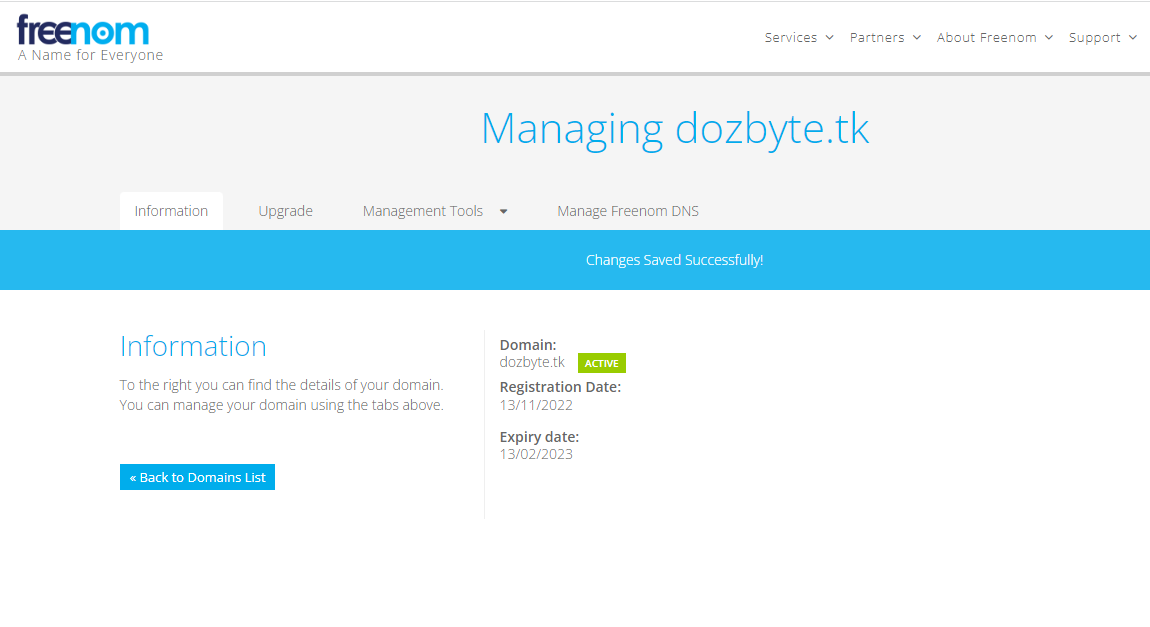 freenom
A Name for Everyone
Services Partners About Freenom Support
Managing dozbyte.tk
Information Upgrade Management Tools Manage Freenom DNS
Changes Saved Successfully!
Information
To the right you can find the details of your domain.
You can manage your domain using the tabs above.
« Back to Domains List
Domain:
dozbyte.tk ACTIVE
Registration Date:
13/11/2022
Expiry date:
13/02/2023